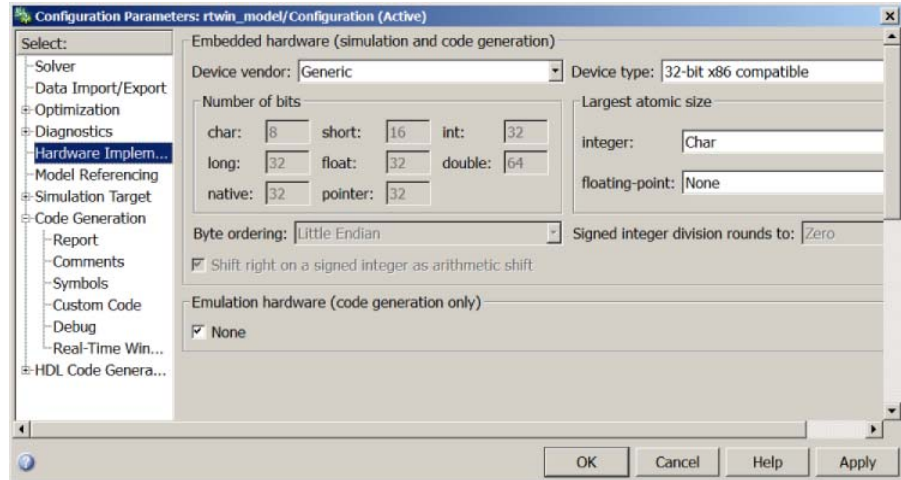 Configuration Parameters: rtwin_model/Configuration (Active)
Select:
Solver
Data Import/Export
Optimization
Diagnostics
Hardware Implem...
Model Referencing
Simulation Target
Code Generation
Report
Comments
Symbols
Custom Code
Debug
Real-Time Win...
HDL Code Genera...
Embedded hardware (simulation and code generation)
Device vendor: Generic Device type: 32-bit x86 compatible
Number of bits
char: 8 short: 16 int: 32
long: 32 float: 32 double: 64
native: 32 pointer: 32
Largest atomic size
integer: Char
floating-point: None
Byte ordering: Little Endian Signed integer division rounds to: Zero
Shift right on a signed integer as arithmetic shift
Emulation hardware (code generation only)
None
OK Cancel Help Apply